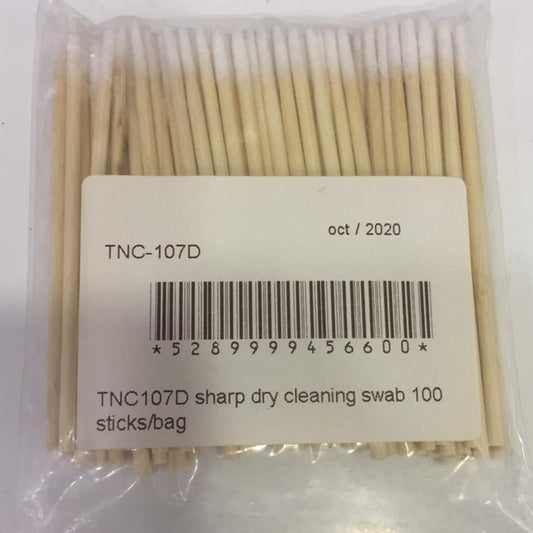 oct / 2020
TNC-107D
*5289999456600*
TNC107D sharp dry cleaning swab 100
sticks/bag